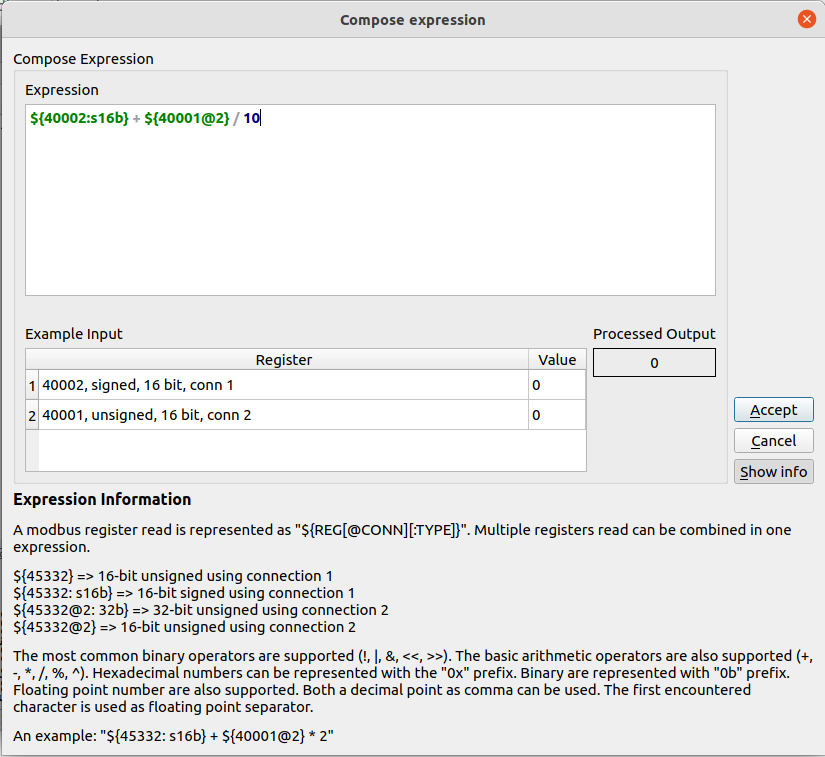 Compose expression
Compose Expression
Expression
${40002:s16b} + ${40001@2} / 10
Example Input
Processed Output
Register
Value
0
1
40002, signed, 16 bit, conn 1
0
2
40001, unsigned, 16 bit, conn 2
0
Accept
Cancel
Show info
Expression Information
A modbus register read is represented as "${REG[@CONN][:TYPE]}". Multiple registers read can be combined in one
expression.
${45332} => 16-bit unsigned using connection 1
${45332: s16b} => 16-bit signed using connection 1
${45332@2: 32b} => 32-bit unsigned using connection 2
${45332@2} => 16-bit unsigned using connection 2
The most common binary operators are supported (!, |, &, <<, >>). The basic arithmetic operators are also supported (+,
-, *, /, %, ^). Hexadecimal numbers can be represented with the "0x" prefix. Binary are represented with "0b" prefix.
Floating point number are also supported. Both a decimal point as comma can be used. The first encountered
character is used as floating point separator.
An example: "${45332: s16b} + ${40001@2} * 2"